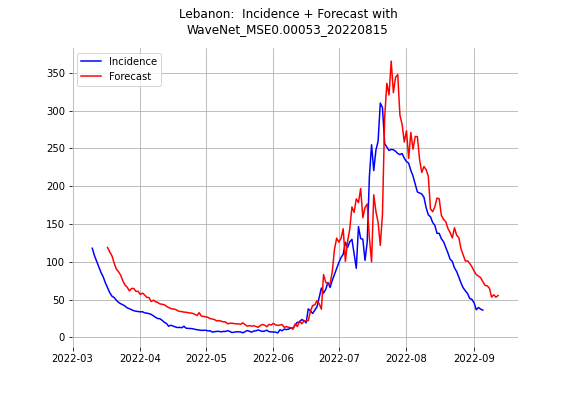 Lebanon:  Incidence + Forecast with
WaveNet_MSE0.00053_20220815
Incidence
Forecast
350
300
250
200
150
100
50
0
2022-03 2022-04 2022-05 2022-06 2022-07 2022-08 2022-09